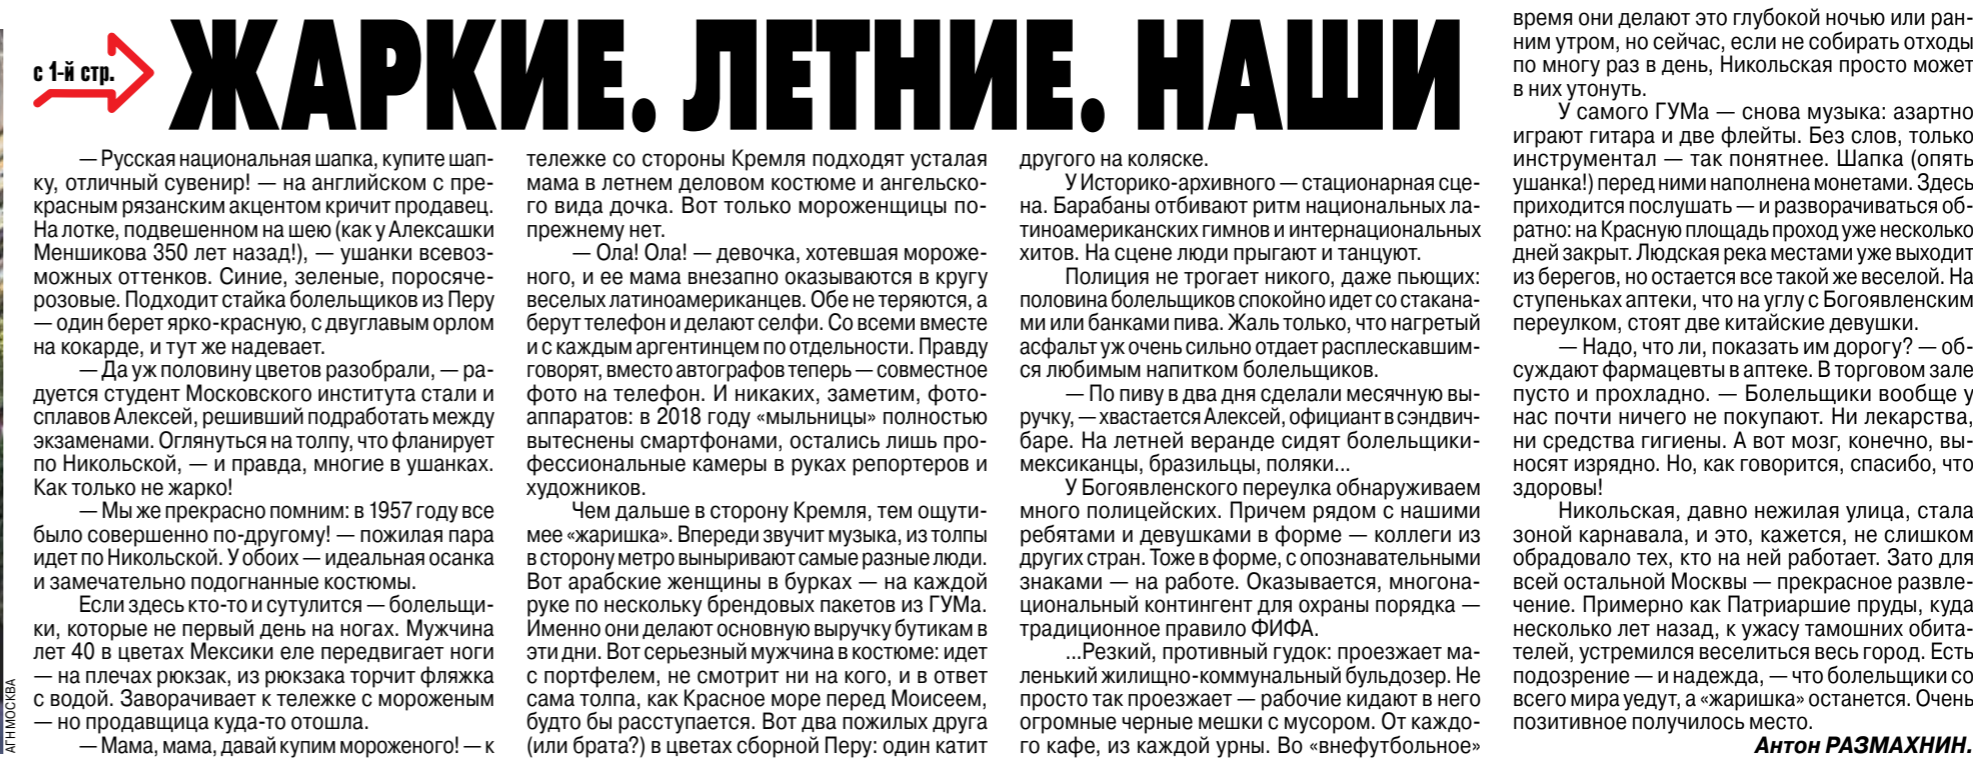 с 1-й стр.
ЖАРКИЕ. ЛЕТНИЕ. НАШИ
— Русская национальная шапка, купите шап-
ку, отличный сувенир! — на английском с пре-
красным рязанским акцентом кричит продавец.
На лотке, подвешенном на шею (как у Алексашки
Меншикова 350 лет назад!), — ушанки всевоз-
можных оттенков. Синие, зеленые, поросяче-
розовые. Подходит стайка болельщиков из Перу
— один берет ярко-красную, с двуглавым орлом
на кокарде, и тут же надевает.
— Да уж половину цветов разобрали, — ра-
дуется студент Московского института стали и
сплавов Алексей, решивший подработать между
экзаменами. Оглянуться на толпу, что фланирует
по Никольской, — и правда, многие в ушанках.
Как только не жарко!
— Мы же прекрасно помним: в 1957 году все
было совершенно по-другому! — пожилая пара
идет по Никольской. У обоих — идеальная осанка
и замечательно подогнанные костюмы.
Если здесь кто-то и сутулится — болельщи-
ки, которые не первый день на ногах. Мужчина
лет 40 в цветах Мексики еле передвигает ноги
— на плечах рюкзак, из рюкзака торчит фляжка
с водой. Заворачивает к тележке с мороженым
— но продавщица куда-то отошла.
— Мама, мама, давай купим мороженого! — к
тележке со стороны Кремля подходят усталая
мама в летнем деловом костюме и ангельско-
го вида дочка. Вот только мороженщицы по-
прежнему нет.
— Ола! Ола! — девочка, хотевшая мороже-
ного, и ее мама внезапно оказываются в кругу
веселых латиноамериканцев. Обе не теряются, а
берут телефон и делают селфи. Со всеми вместе
и с каждым аргентинцем по отдельности. Правду
говорят, вместо автографов теперь — совместное
фото на телефон. И никаких, заметим, фото-
аппаратов: в 2018 году «мыльницы» полностью
вытеснены смартфонами, остались лишь про-
фессиональные камеры в руках репортеров и
художников.
Чем дальше в сторону Кремля, тем ощути-
мее «жаришка». Впереди звучит музыка, из толпы
в сторону метро выныривают самые разные люди.
Вот арабские женщины в бурках — на каждой
руке по нескольку брендовых пакетов из ГУМа.
Именно они делают основную выручку бутикам в
эти дни. Вот серьезный мужчина в костюме: идет
с портфелем, не смотрит ни на кого, и в ответ
сама толпа, как Красное море перед Моисеем,
будто бы расступается. Вот два пожилых друга
(или брата?) в цветах сборной Перу: один катит
другого на коляске.
У Историко-архивного — стационарная сце-
на. Барабаны отбивают ритм национальных ла-
тиноамериканских гимнов и интернациональных
хитов. На сцене люди прыгают и танцуют.
Полиция не трогает никого, даже пьющих:
половина болельщиков спокойно идет со стакана-
ми или банками пива. Жаль только, что нагретый
асфальт уж очень сильно отдает расплескавшим-
ся любимым напитком болельщиков.
— По пиву в два дня сделали месячную вы-
ручку, — хвастается Алексей, официант в сэндвич-
баре. На летней веранде сидят болельщики-
мексиканцы, бразильцы, поляки...
У Богоявленского переулка обнаруживаем
много полицейских. Причем рядом с нашими
ребятами и девушками в форме — коллеги из
других стран. Тоже в форме, с опознавательными
знаками — на работе. Оказывается, многона-
циональный контингент для охраны порядка —
традиционное правило ФИФА.
...Резкий, противный гудок: проезжает ма-
ленький жилищно-коммунальный бульдозер. Не
просто так проезжает — рабочие кидают в него
огромные черные мешки с мусором. От каждо-
го кафе, из каждой урны. Во «внефутбольное»
время они делают это глубокой ночью или ран-
ним утром, но сейчас, если не собирать отходы
по многу раз в день, Никольская просто может
в них утонуть.
У самого ГУМа — снова музыка: азартно
играют гитара и две флейты. Без слов, только
инструментал — так понятнее. Шапка (опять
ушанка!) перед ними наполнена монетами. Здесь
приходится послушать — и разворачиваться об-
ратно: на Красную площадь проход уже несколько
дней закрыт. Людская река местами уже выходит
из берегов, но остается все такой же веселой. На
ступеньках аптеки, что на углу с Богоявленским
переулком, стоят две китайские девушки.
— Надо, что ли, показать им дорогу? — об-
суждают фармацевты в аптеке. В торговом зале
пусто и прохладно. — Болельщики вообще у
нас почти ничего не покупают. Ни лекарства,
ни средства гигиены. А вот мозг, конечно, вы-
носят изрядно. Но, как говорится, спасибо, что
здоровы!
Никольская, давно нежилая улица, стала
зоной карнавала, и это, кажется, не слишком
обрадовало тех, кто на ней работает. Зато для
всей остальной Москвы — прекрасное развле-
чение. Примерно как Патриаршие пруды, куда
несколько лет назад, к ужасу тамошних обита-
телей, устремился веселиться весь город. Есть
подозрение — и надежда, — что болельщики со
всего мира уедут, а «жаришка» останется. Очень
позитивное получилось место.
Антон РАЗМАХНИН.
АГН МОСКВА